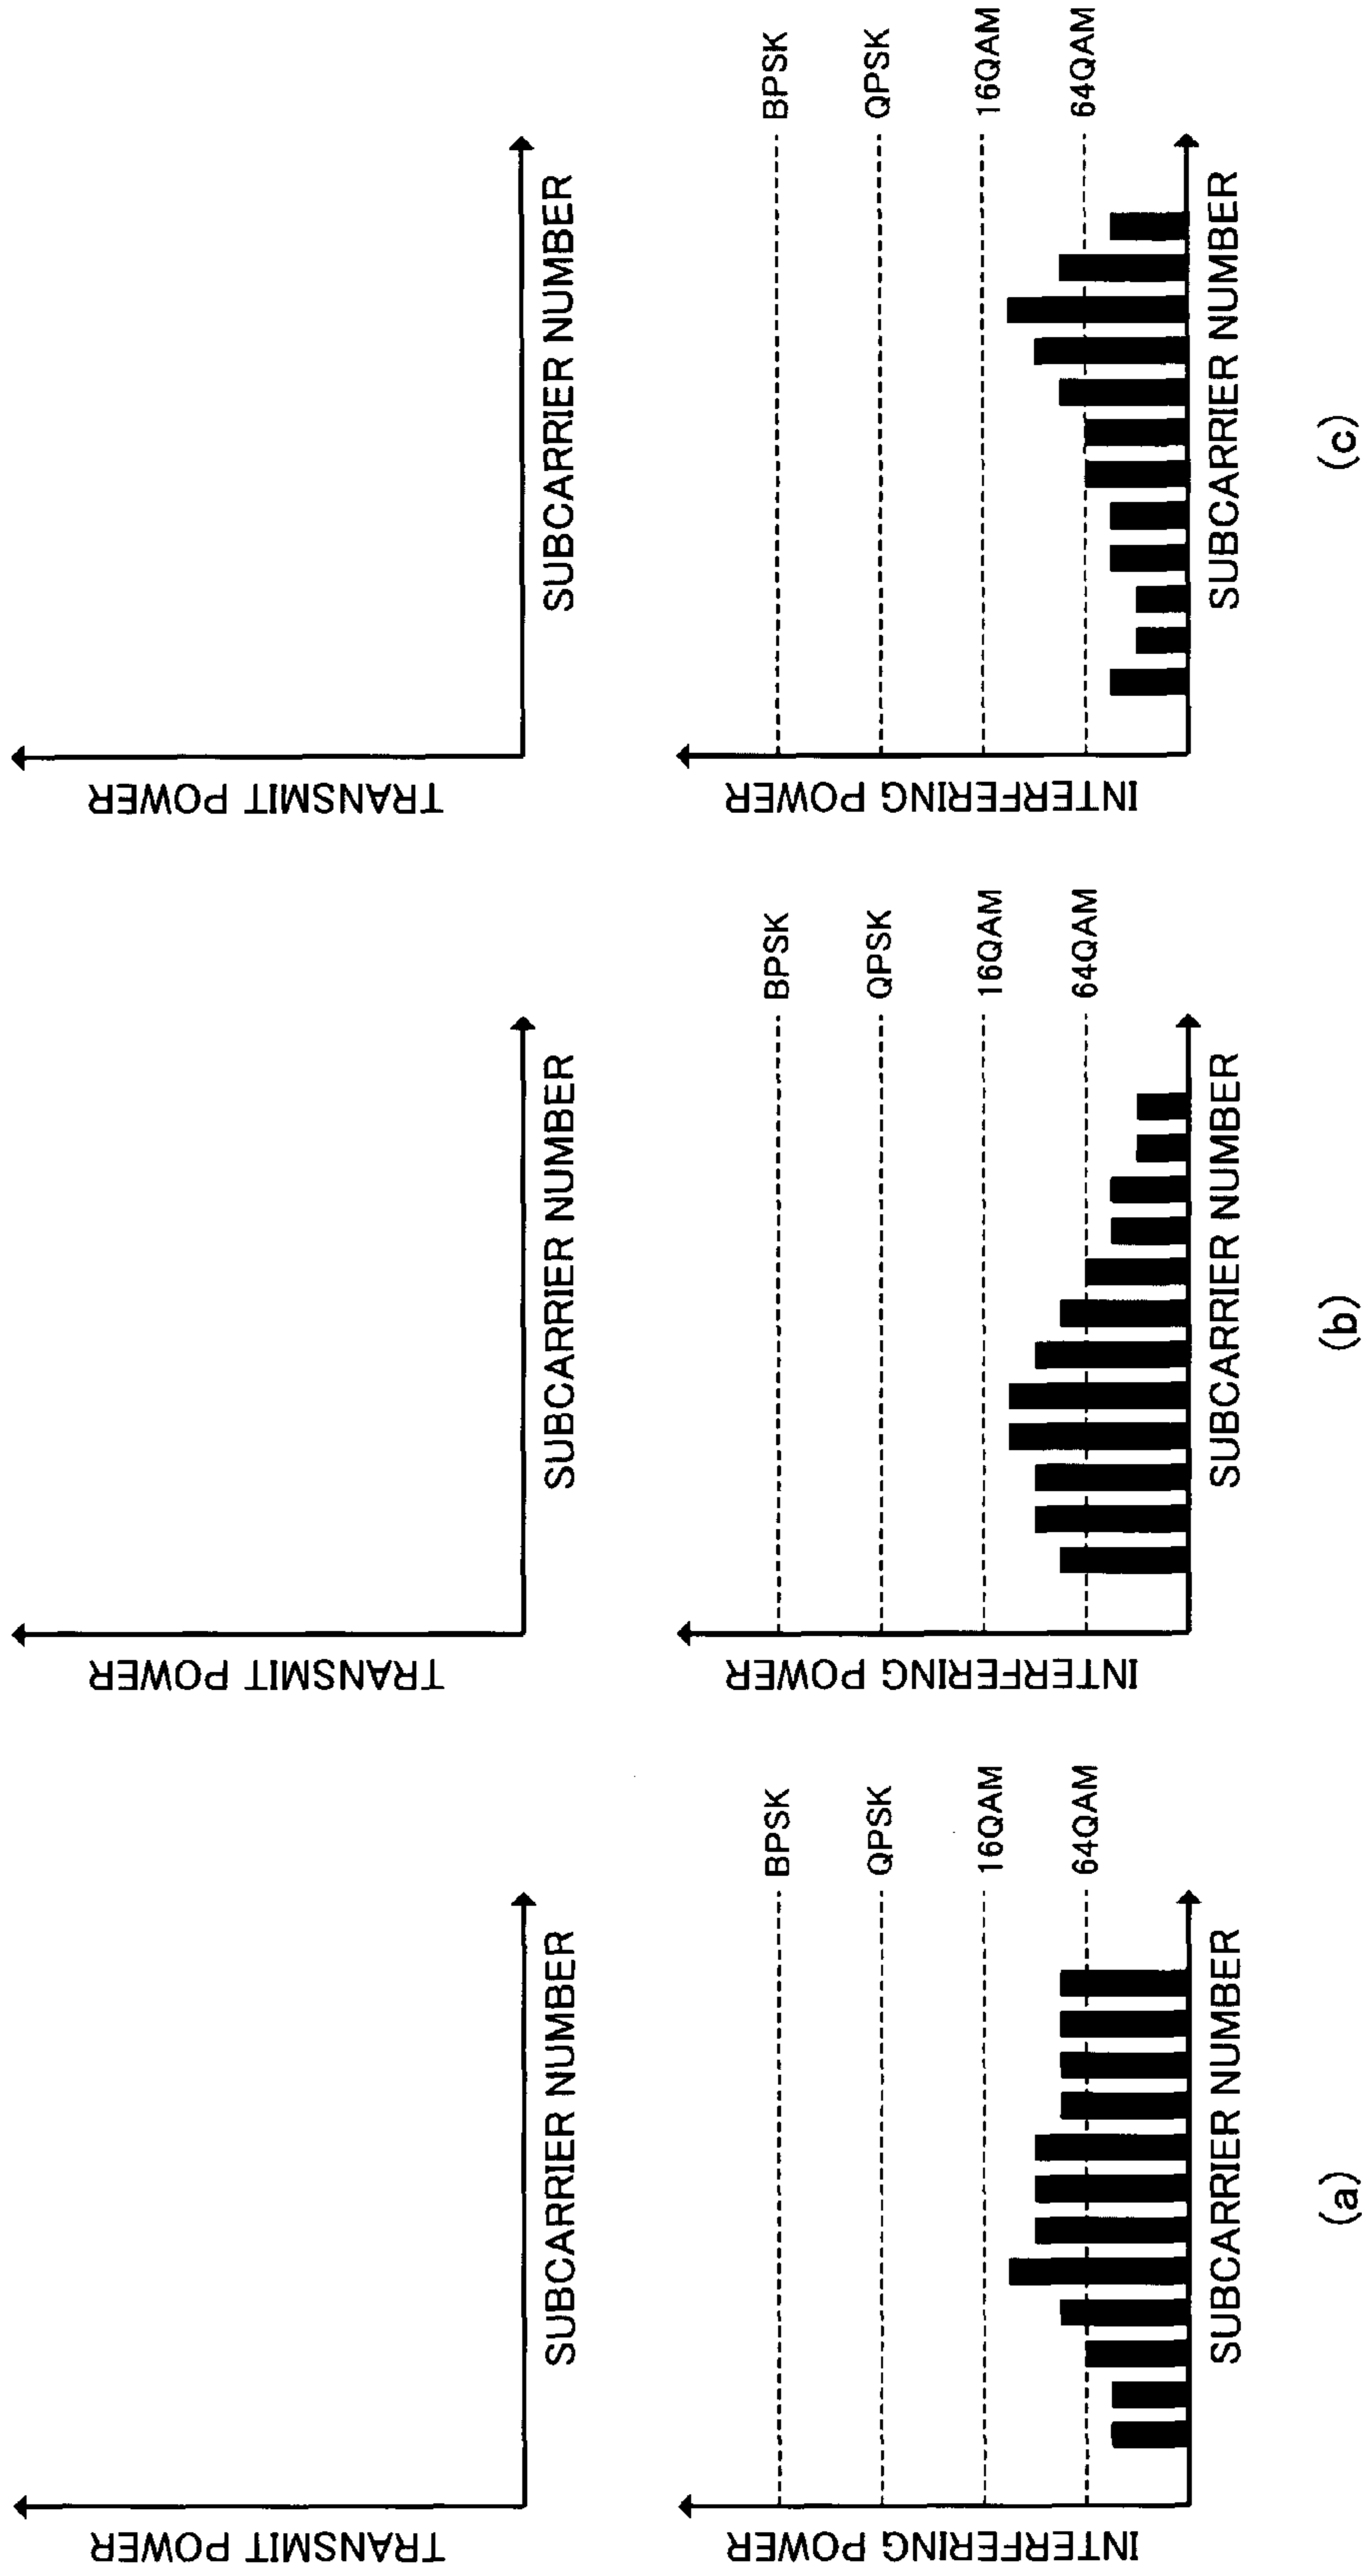 TRANSMIT POWER
SUBCARRIER NUMBER
INTERFERING POWER
BPSK
QPSK
16QAM
64QAM
SUBCARRIER NUMBER
(a)
TRANSMIT POWER
SUBCARRIER NUMBER
INTERFERING POWER
BPSK
QPSK
16QAM
64QAM
SUBCARRIER NUMBER
(b)
TRANSMIT POWER
SUBCARRIER NUMBER
INTERFERING POWER
BPSK
QPSK
16QAM
64QAM
SUBCARRIER NUMBER
(c)